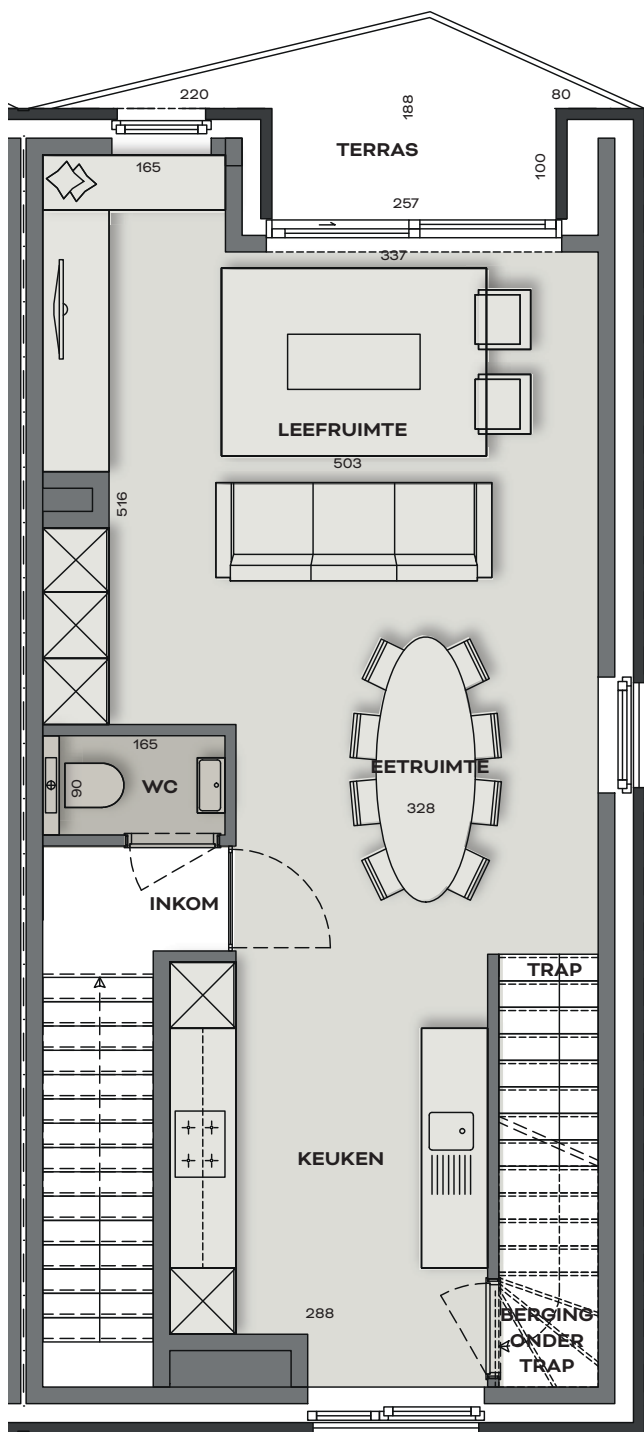 220
80
188
TERRAS
165
100
257
337
LEEFRUIMTE
503
516
165
EETRUIMTE
90
WC
328
INKOM
TRAP
KEUKEN
288
BERGING
ONDER
TRAP